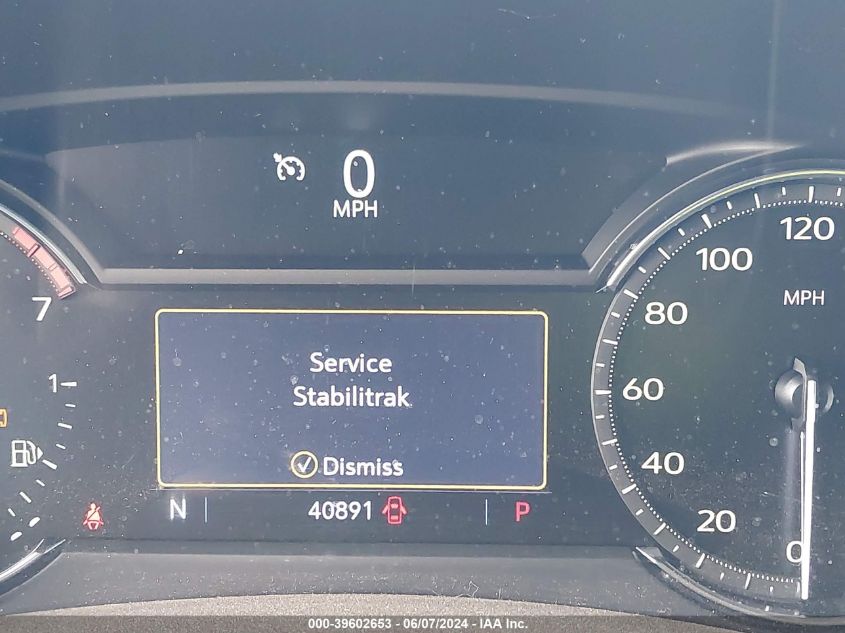 0
MPH
7
1
Service
Stabilitrak
Dismiss
N
40891
P
120
100
MPH
80
60
40
20
0
000-39602653 - 06/07/2024 - IAA Inc.